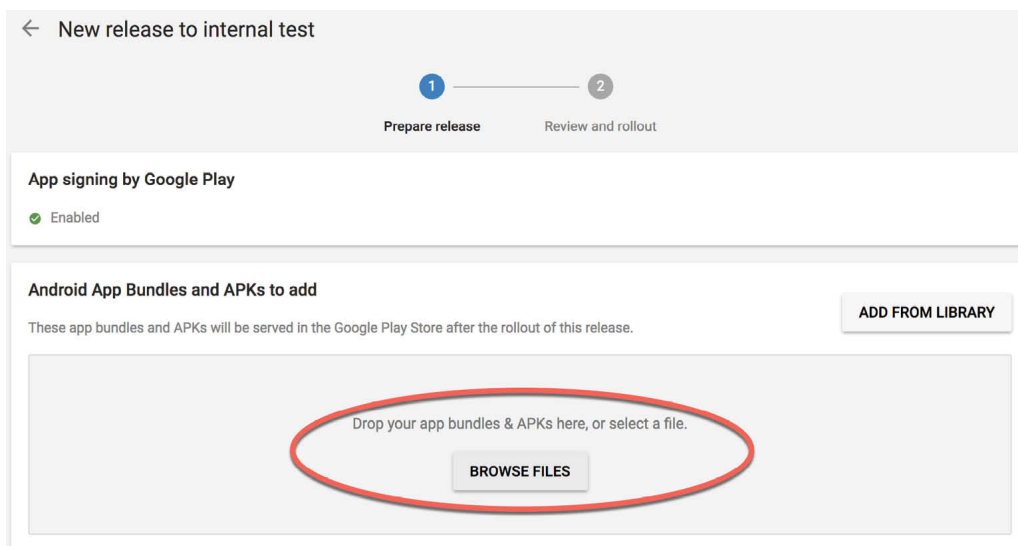 ← New release to internal test
1
2
Prepare release
Review and rollout
App signing by Google Play
Enabled
Android App Bundles and APKs to add
These app bundles and APKs will be served in the Google Play Store after the rollout of this release.
ADD FROM LIBRARY
Drop your app bundles & APKs here, or select a file.
BROWSE FILES